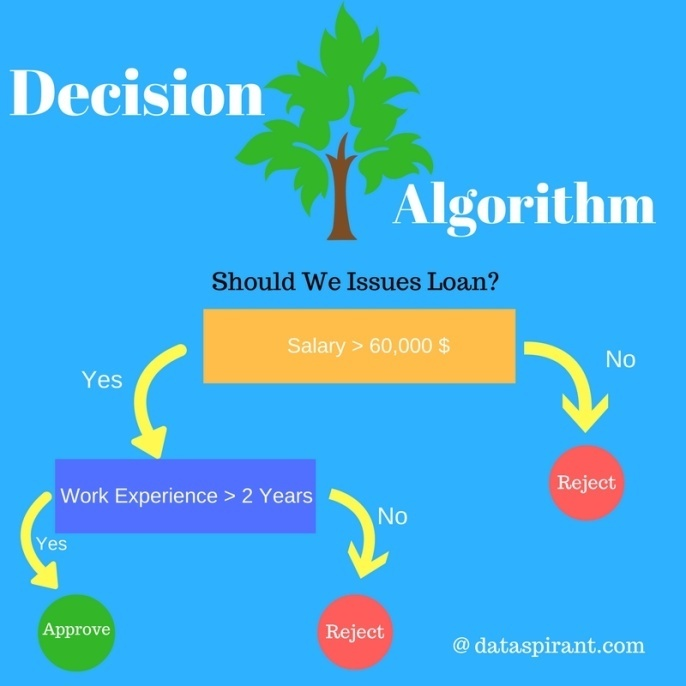 Decision
Algorithm
Should We Issues Loan?
Salary > 60,000 $
Yes
No
Work Experience > 2 Years
Reject
Yes
No
Approve
Reject
@ dataspirant.com